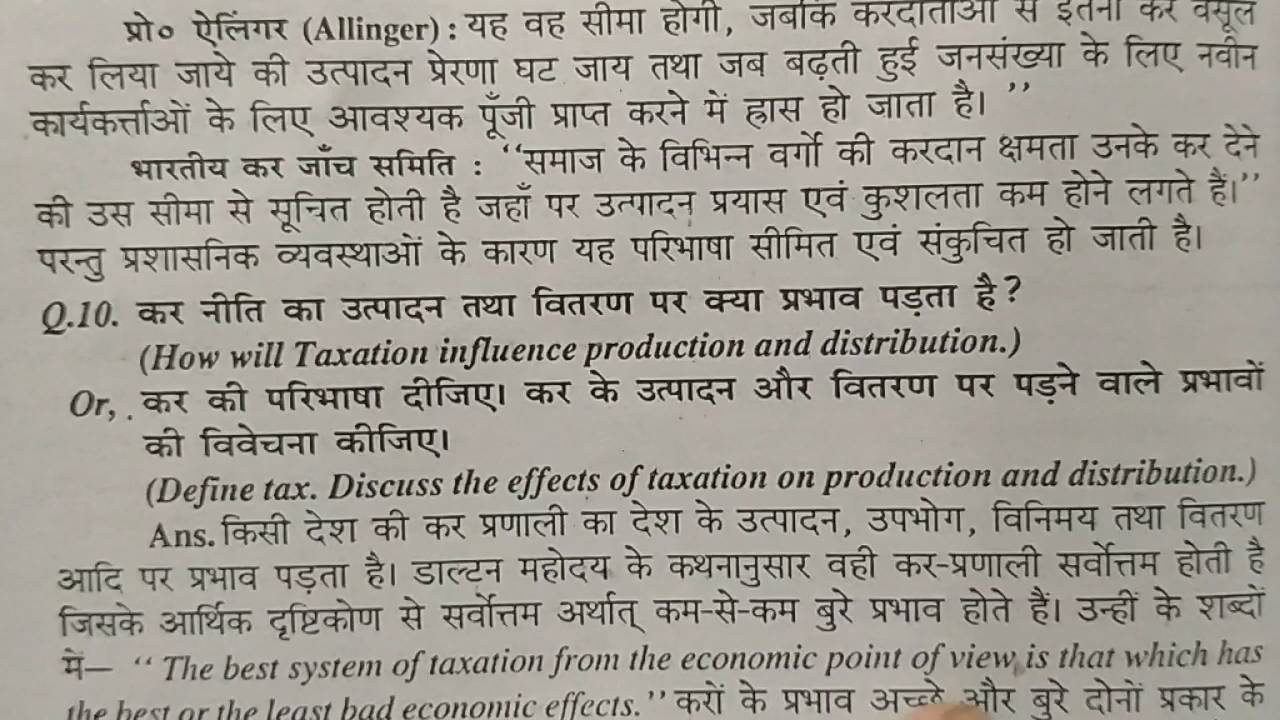 प्रो० ऐलिंगर (Allinger) : यह वह सीमा होगी, जबकि करदाताओं से इतना कर वसूल
कर लिया जाये की उत्पादन प्रेरणा घट जाय तथा जब बढ़ती हुई जनसंख्या के लिए नवीन
कार्यकर्त्ताओं के लिए आवश्यक पूँजी प्राप्त करने में ह्रास हो जाता है। ’’
भारतीय कर जाँच समिति : ‘‘समाज के विभिन्न वर्गो की करदान क्षमता उनके कर देने
की उस सीमा से सूचित होती है जहाँ पर उत्पादन प्रयास एवं कुशलता कम होने लगते हैं।’’
परन्तु प्रशासनिक व्यवस्थाओं के कारण यह परिभाषा सीमित एवं संकुचित हो जाती है।
Q.10. कर नीति का उत्पादन तथा वितरण पर क्या प्रभाव पड़ता है?
(How will Taxation influence production and distribution.)
Or, . कर की परिभाषा दीजिए। कर के उत्पादन और वितरण पर पड़ने वाले प्रभावों
की विवेचना कीजिए।
(Define tax. Discuss the effects of taxation on production and distribution.)
Ans. किसी देश की कर प्रणाली का देश के उत्पादन, उपभोग, विनिमय तथा वितरण
आदि पर प्रभाव पड़ता है। डाल्टन महोदय के कथनानुसार वही कर-प्रणाली सर्वोत्तम होती है
जिसके आर्थिक दृष्टिकोण से सर्वोत्तम अर्थात् कम-से-कम बुरे प्रभाव होते हैं। उन्हीं के शब्दों
में— ‘‘ The best system of taxation from the economic point of view is that which has
the best or the least bad economic effects.’’ करों के प्रभाव अच्छे और बुरे दोनों प्रकार के